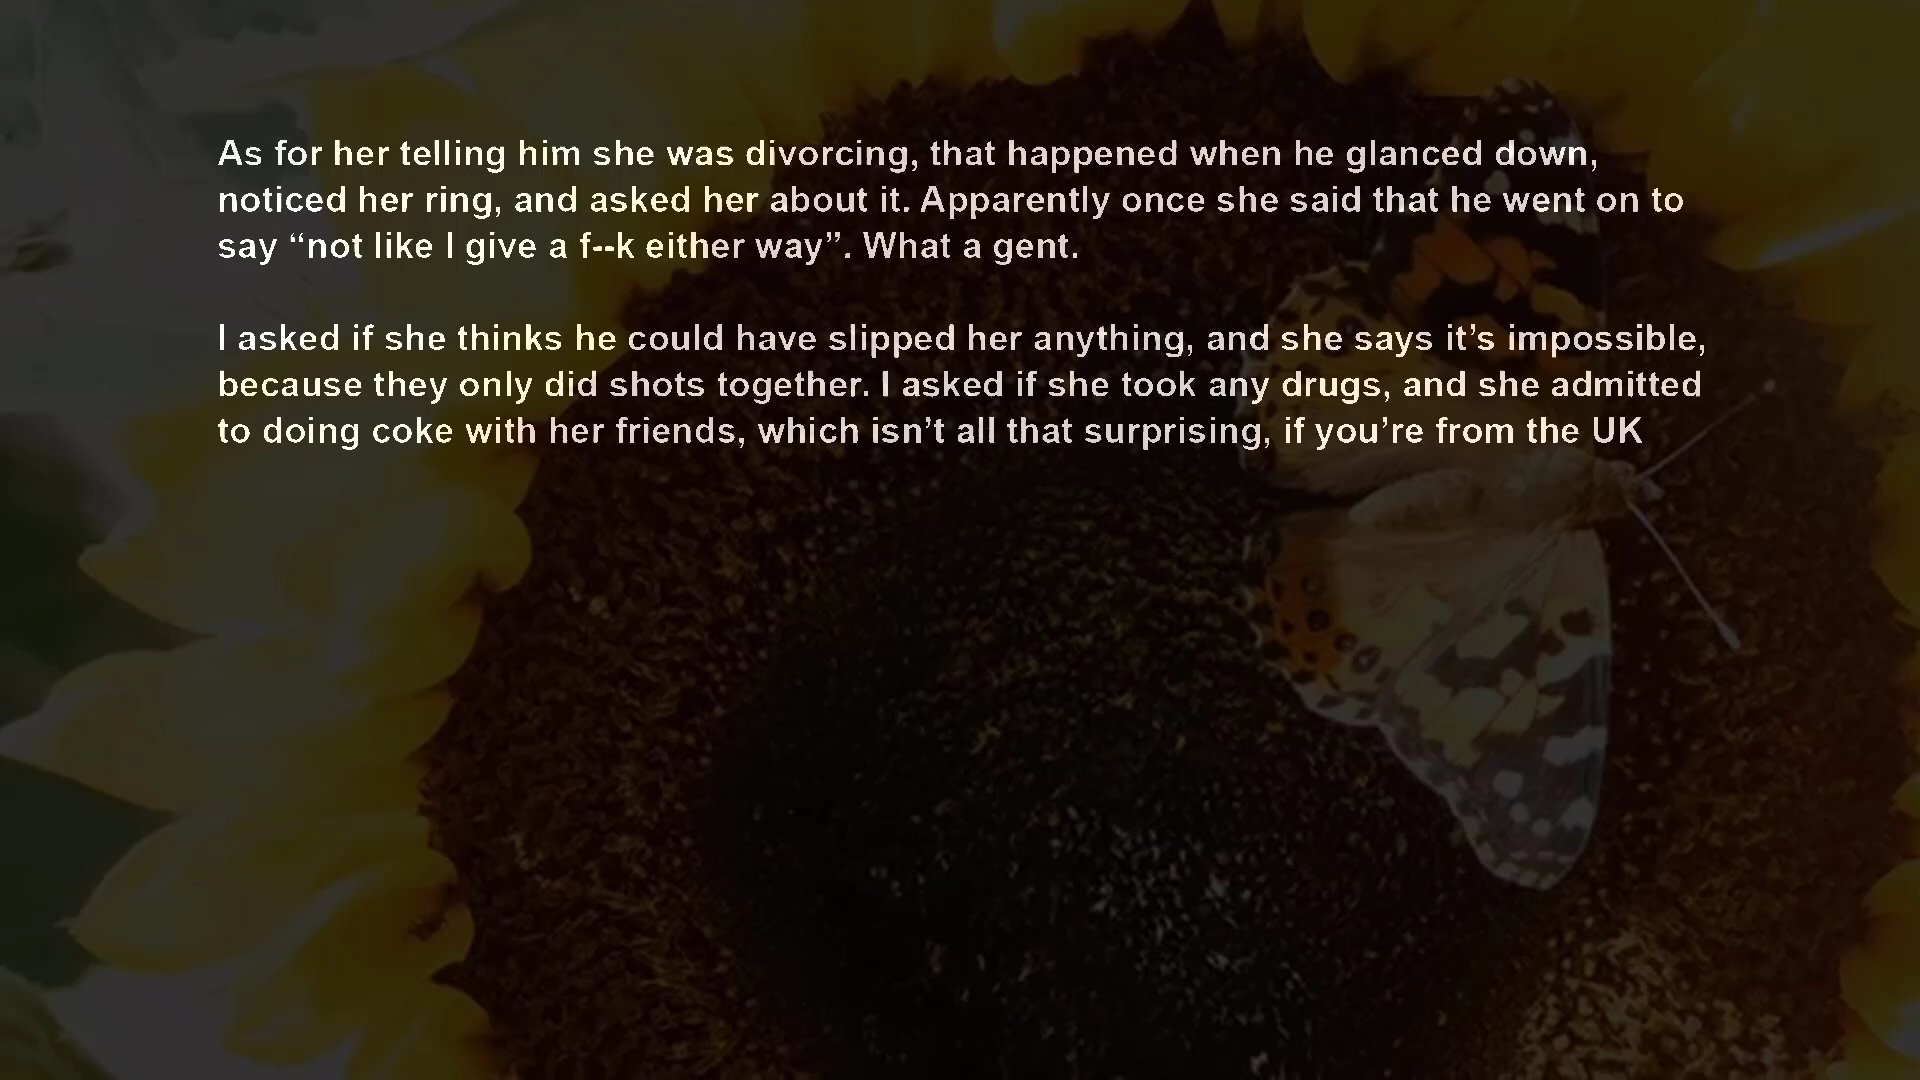 As for her telling him she was divorcing, that happened when he glanced down,
noticed her ring, and asked her about it. Apparently once she said that he went on to
say “not like I give a f--k either way”. What a gent.
I asked if she thinks he could have slipped her anything, and she says it’s impossible,
because they only did shots together. I asked if she took any drugs, and she admitted
to doing coke with her friends, which isn’t all that surprising, if you’re from the UK